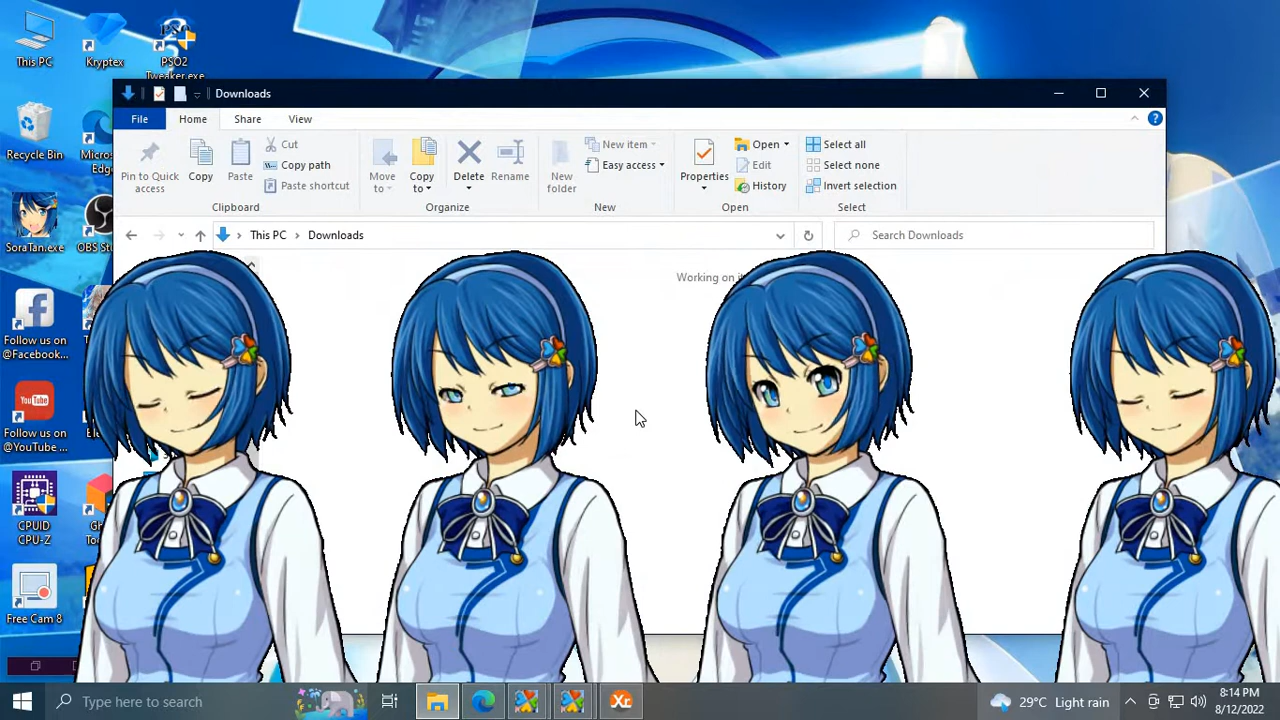 This PC
Kryptex
PSO2
Tweaker.exe
Downloads
File
Home
Share
View
Pin to Quick
access
Copy
Paste
Cut
Copy path
Paste shortcut
Clipboard
Move
to
Copy
to
Delete
Rename
Organize
New
folder
New item
Easy access
New
Properties
Open
Edit
History
Open
Select all
Select none
Invert selection
Select
Recycle Bin
SoraTan.exe
This PC
Downloads
Search Downloads
Working on
Follow us on
@Facebook...
YouTube
Follow us on
@YouTube ...
CPUID
CPU-Z
Free Cam 8
Type here to search
29°C Light rain
8:14 PM
8/12/2022